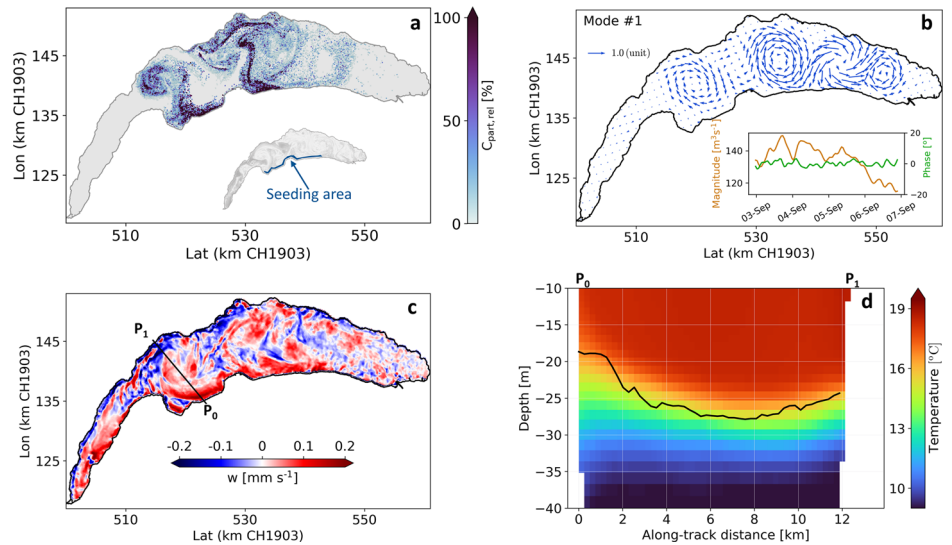 a
100
50
0
C_part, rel [%]
145
135
125
Lon (km CH1903)
510
530
550
Lat (km CH1903)
Seeding area
b
Mode #1
1.0 (unit)
145
135
125
Lon (km CH1903)
510
530
550
Lat (km CH1903)
Magnitude [m³s⁻¹]
140
120
20
0
−20
Phase [°]
03-Sep
04-Sep
05-Sep
06-Sep
07-Sep
c
P₁
P₀
145
135
125
Lon (km CH1903)
−0.2
−0.1
0
0.1
0.2
w [mm s⁻¹]
510
530
550
Lat (km CH1903)
P₀
P₁
d
−10
−15
−20
−25
−30
−35
−40
Depth [m]
0
2
4
6
8
10
12
Along-track distance [km]
19
16
13
10
Temperature [°C]